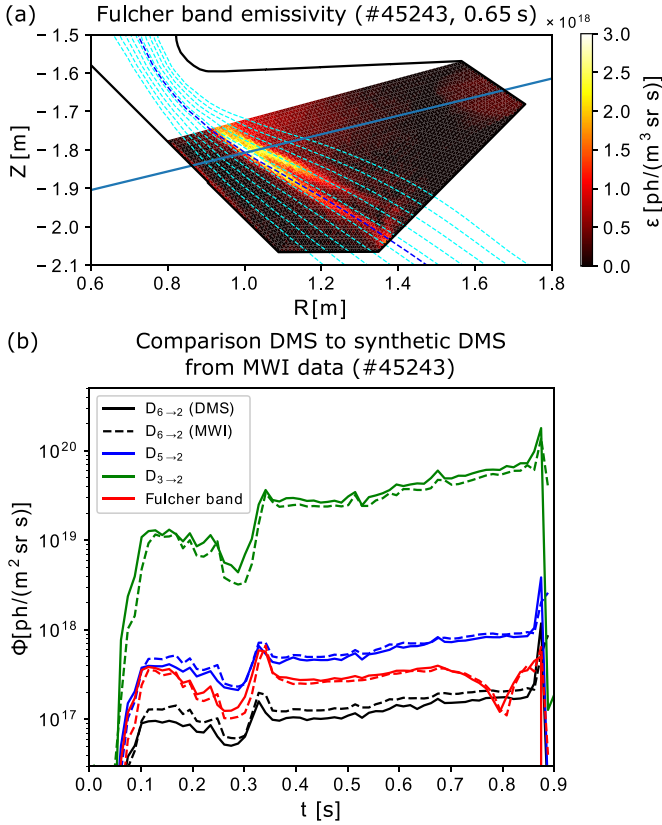 (a) Fulcher band emissivity (#45243, 0.65 s)
× 10¹⁸
−1.5
−1.6
−1.7
−1.8
−1.9
−2.0
−2.1
Z [m]
0.6 0.8 1.0 1.2 1.4 1.6 1.8
R [m]
3.0
2.5
2.0
1.5
1.0
0.5
0.0
ε [ph/(m³ sr s)]
(b) Comparison DMS to synthetic DMS
from MWI data (#45243)
D₆→₂ (DMS)
D₆→₂ (MWI)
D₅→₂
D₃→₂
Fulcher band
10²⁰
10¹⁹
10¹⁸
10¹⁷
Φ[ph/(m² sr s)]
0.0 0.1 0.2 0.3 0.4 0.5 0.6 0.7 0.8 0.9
t [s]